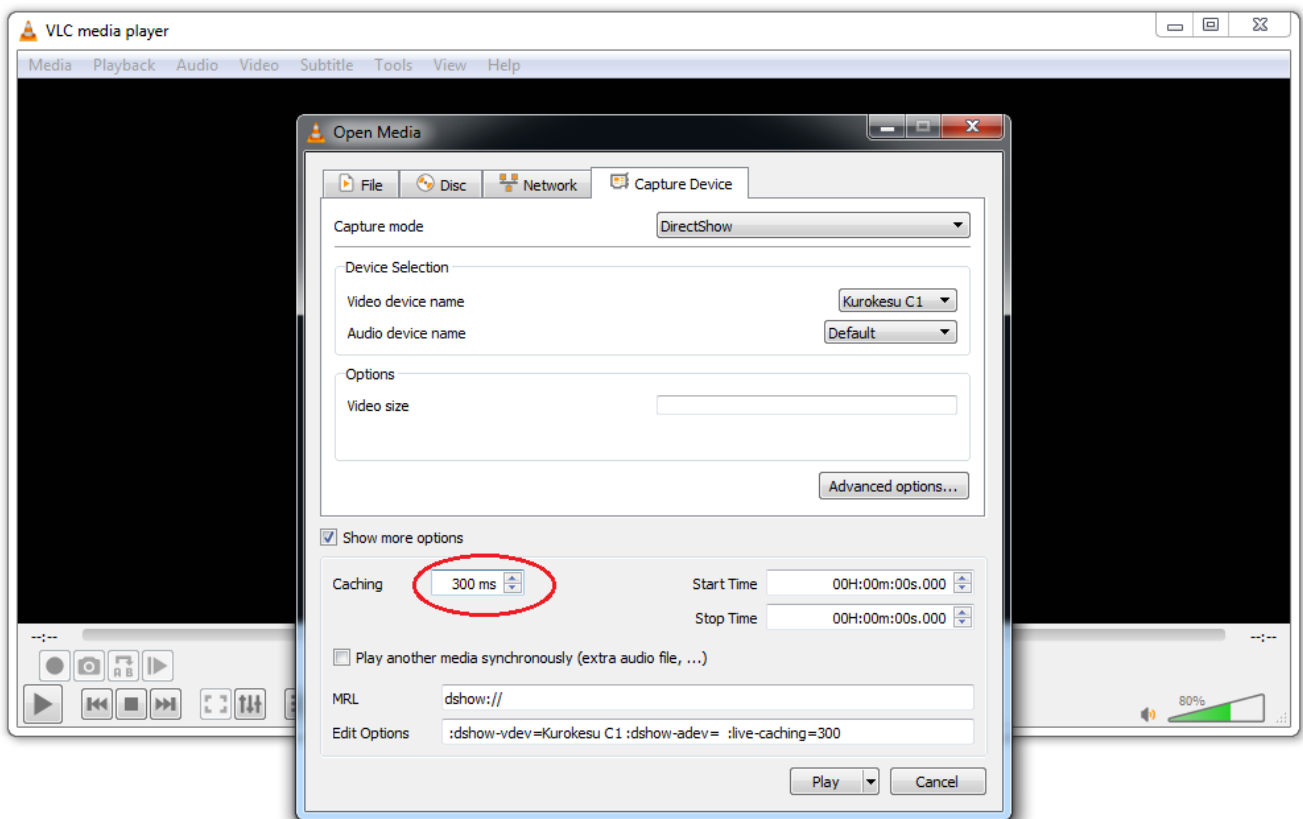 VLC media player
Media Playback Audio Video Subtitle Tools View Help
Open Media
File Disc Network Capture Device
Capture mode DirectShow
Device Selection
Video device name Kurokesu C1
Audio device name Default
Options
Video size
Advanced options...
Show more options
Caching 300 ms Start Time 00H:00m:00s.000
Stop Time 00H:00m:00s.000
--:-- --:--
Play another media synchronously (extra audio file, ...)
A B
MRL dshow://
80%
Edit Options :dshow-vdev=Kurokesu C1 :dshow-adev= :live-caching=300
Play Cancel